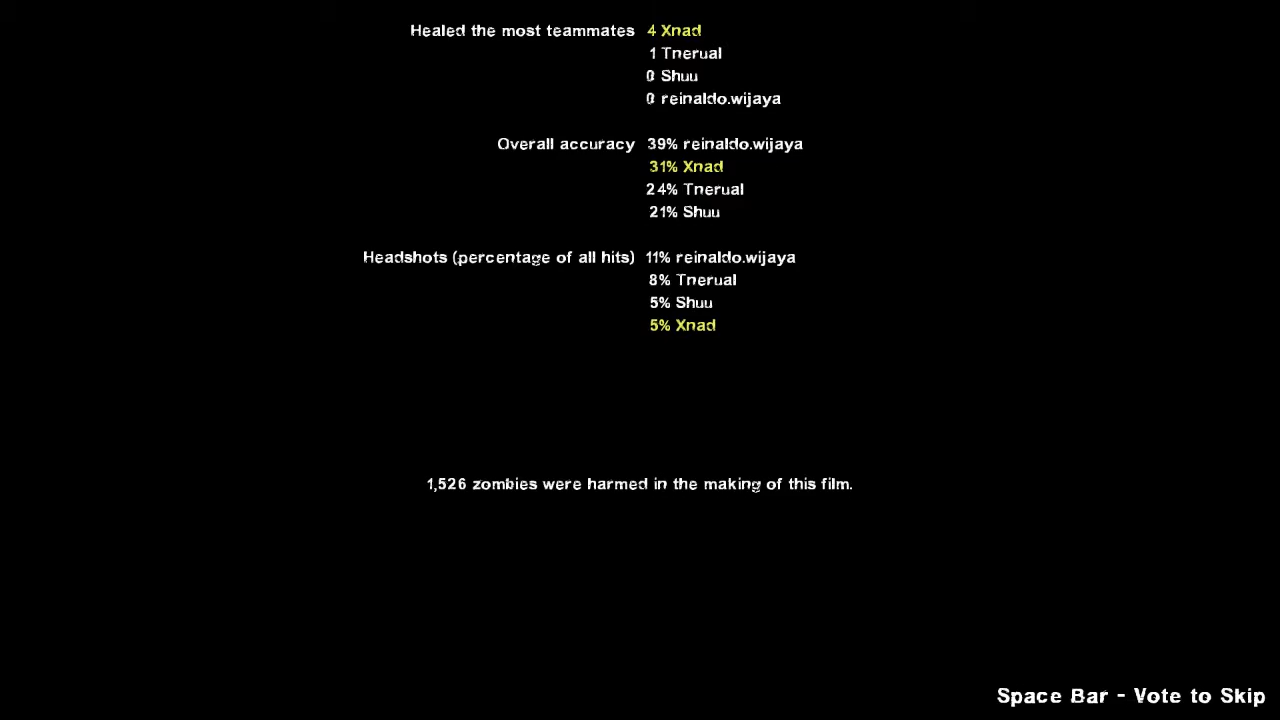 Healed the most teammates 4 Xnad
1 Tnerual
0 Shuu
0 reinaldo.wijaya
Overall accuracy 39% reinaldo.wijaya
31% Xnad
24% Tnerual
21% Shuu
Headshots (percentage of all hits) 11% reinaldo.wijaya
8% Tnerual
5% Shuu
5% Xnad
1,526 zombies were harmed in the making of this film.
Space Bar - Vote to Skip